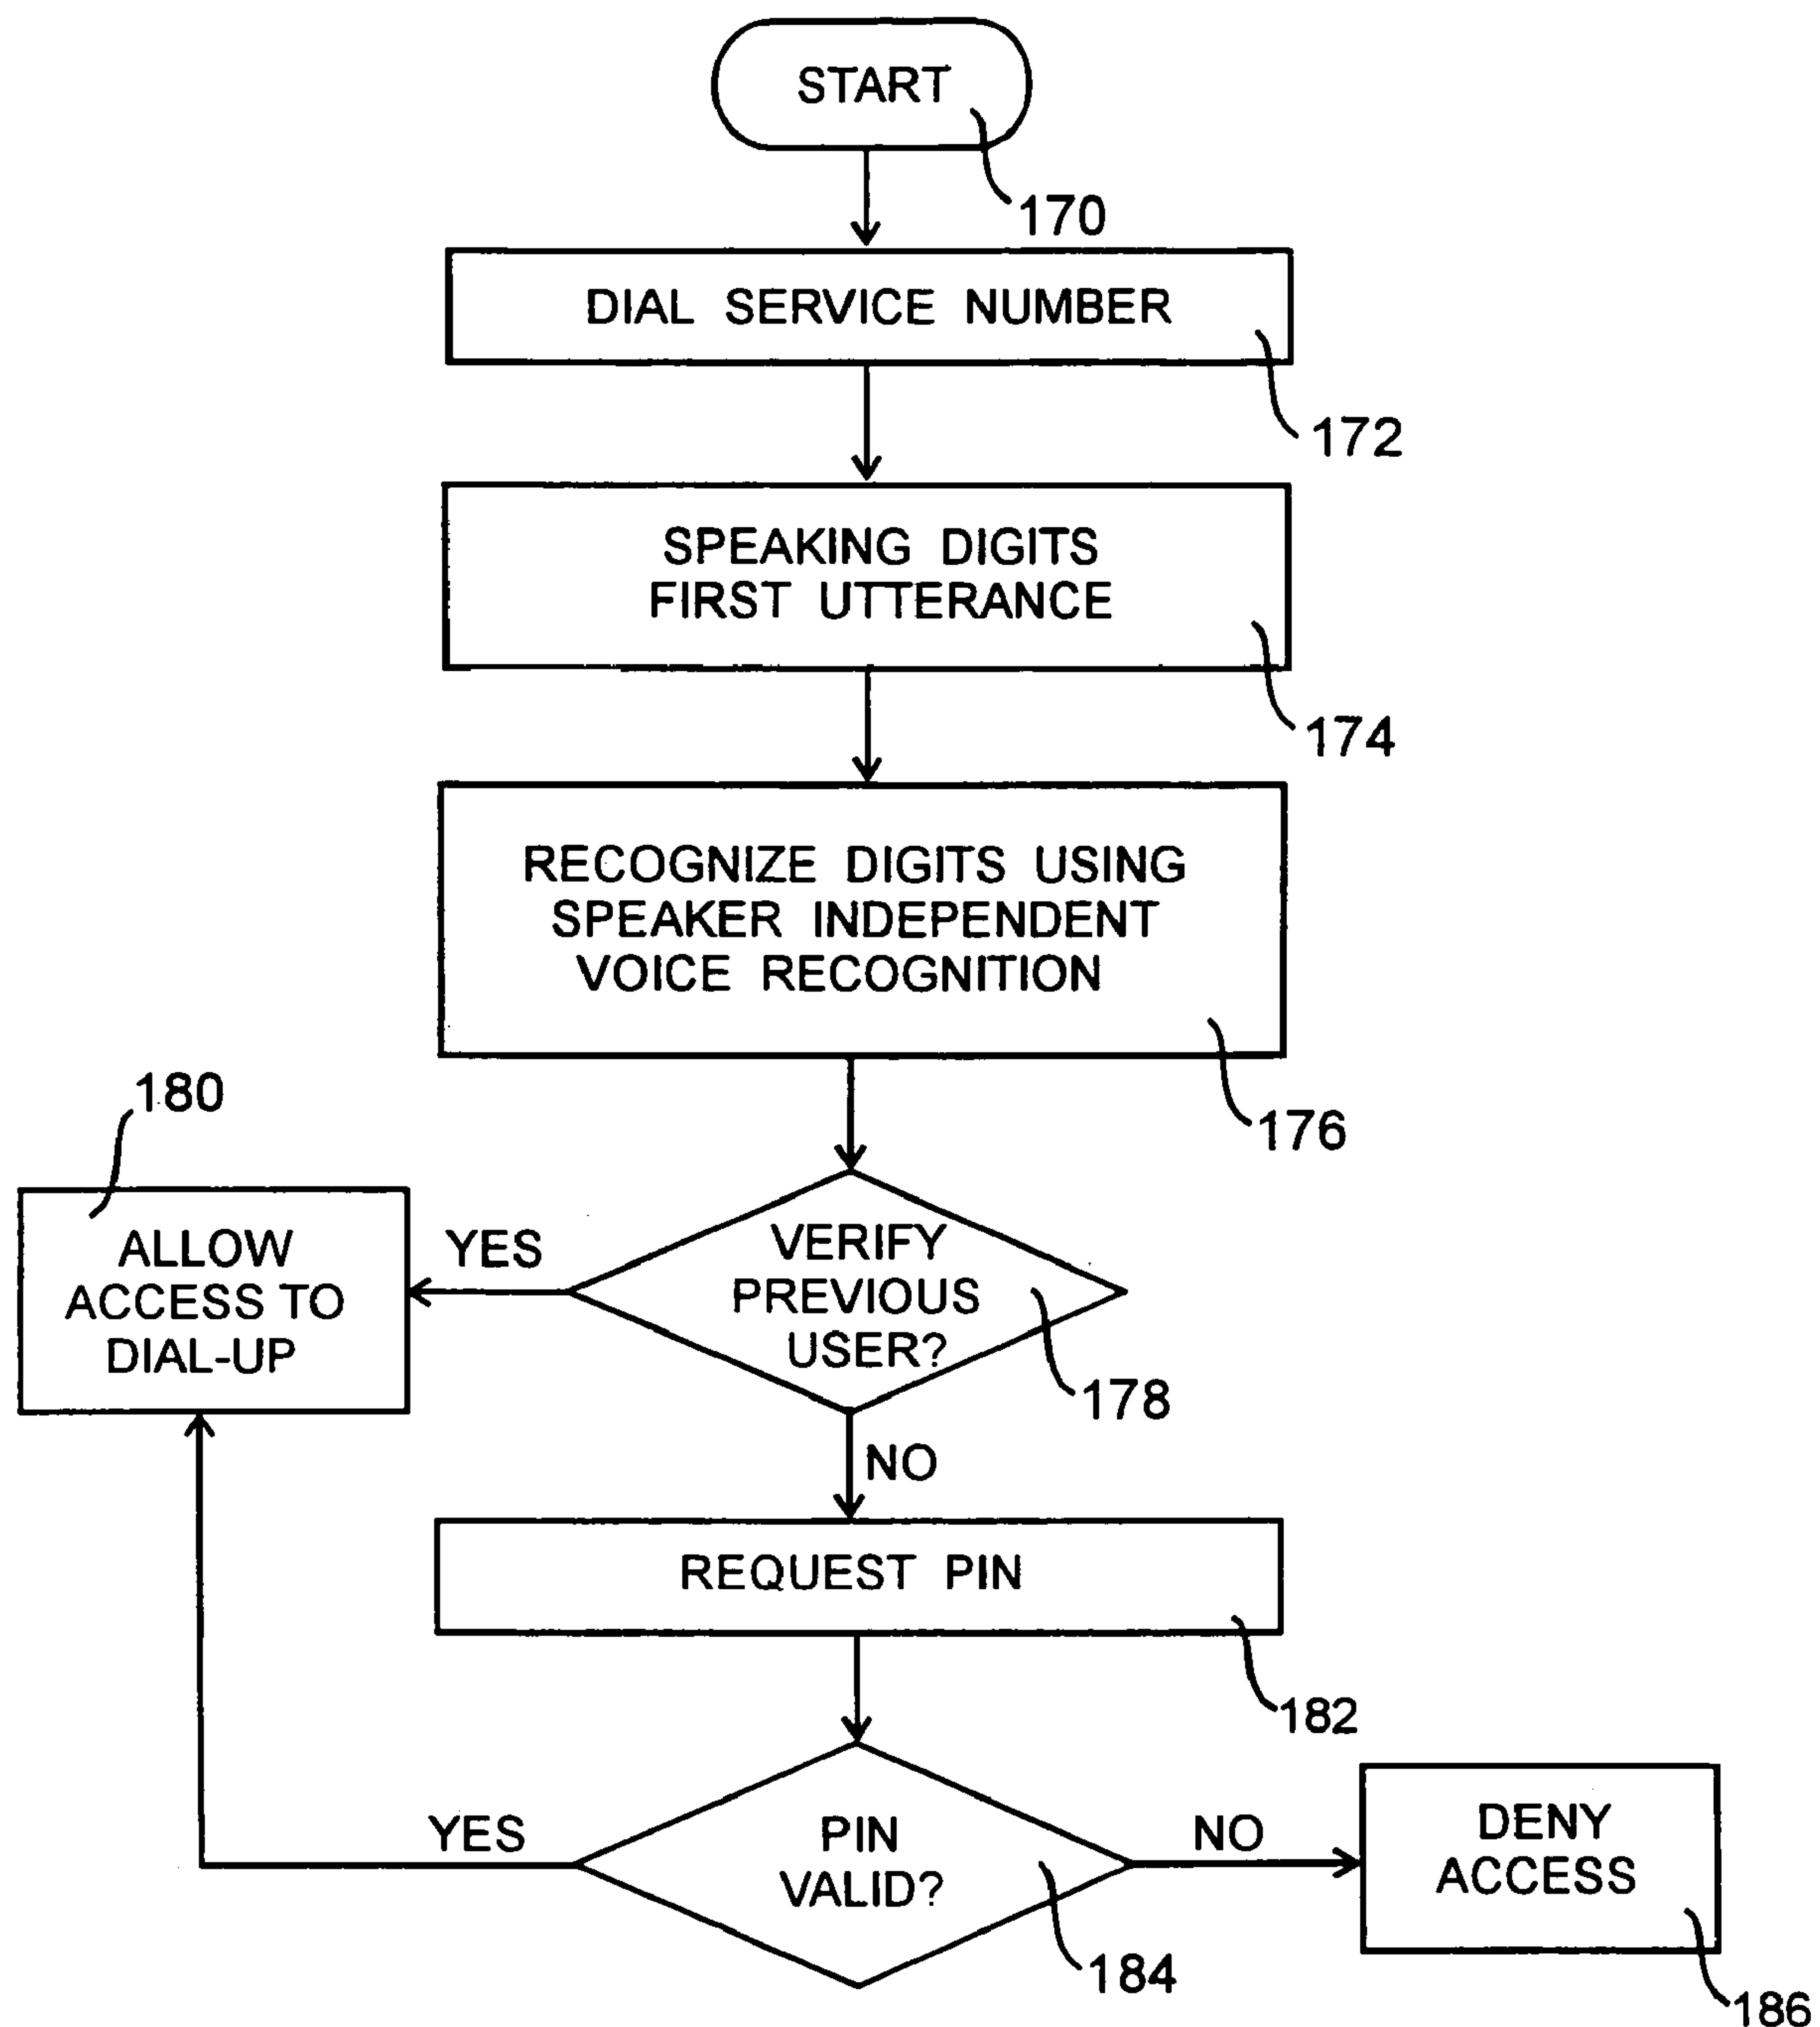 START
170
DIAL SERVICE NUMBER
172
SPEAKING DIGITS
FIRST UTTERANCE
174
RECOGNIZE DIGITS USING
SPEAKER INDEPENDENT
VOICE RECOGNITION
176
180
ALLOW
ACCESS TO
DIAL-UP
YES
VERIFY
PREVIOUS
USER?
178
NO
REQUEST PIN
182
YES
PIN
VALID?
184
NO
DENY
ACCESS
186